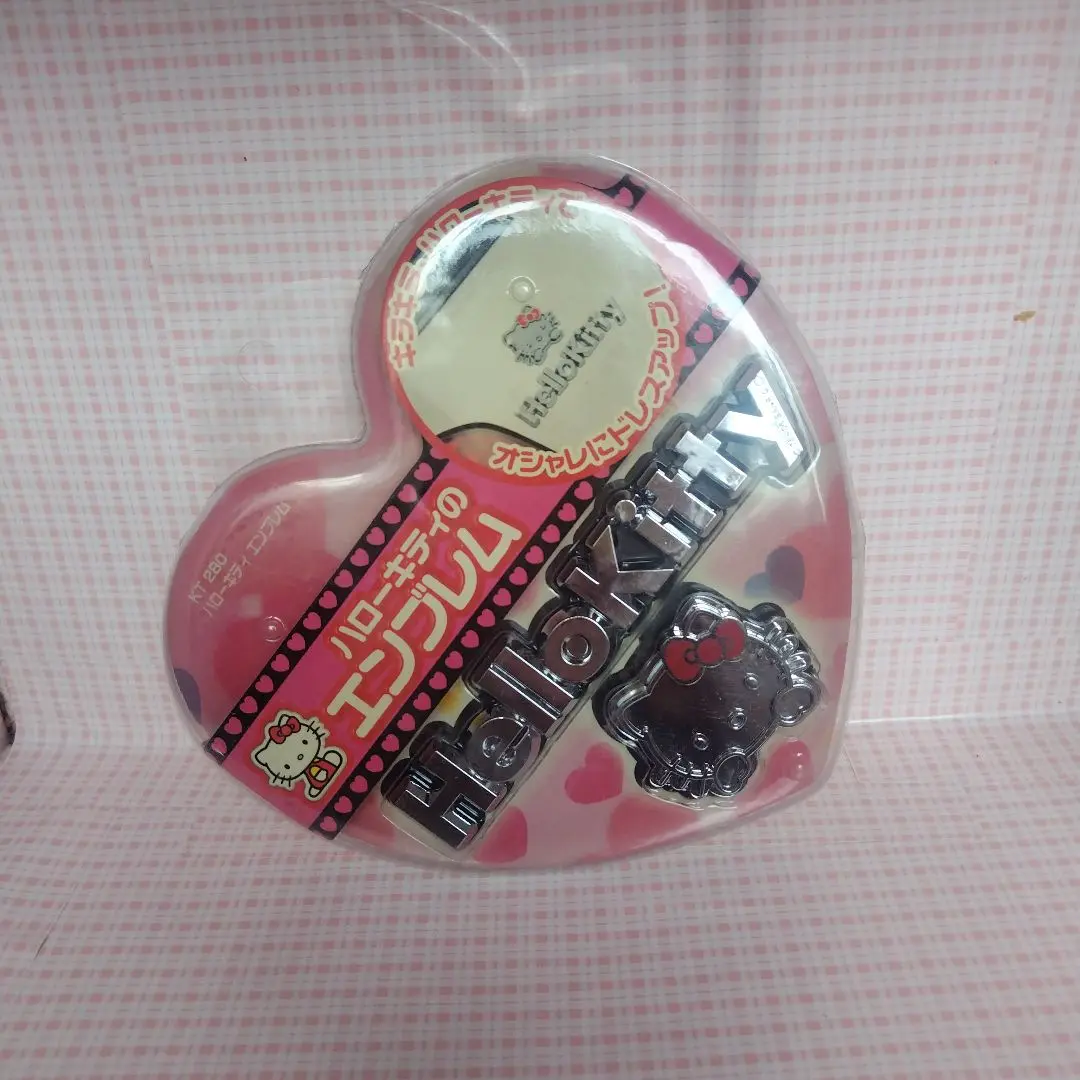 キラキラハローキティで
オシャレにドレスアップ!
HelloKitty
ハローキティの
エンブレム
KT 280
ハローキティ エンブレム
HelloKitty